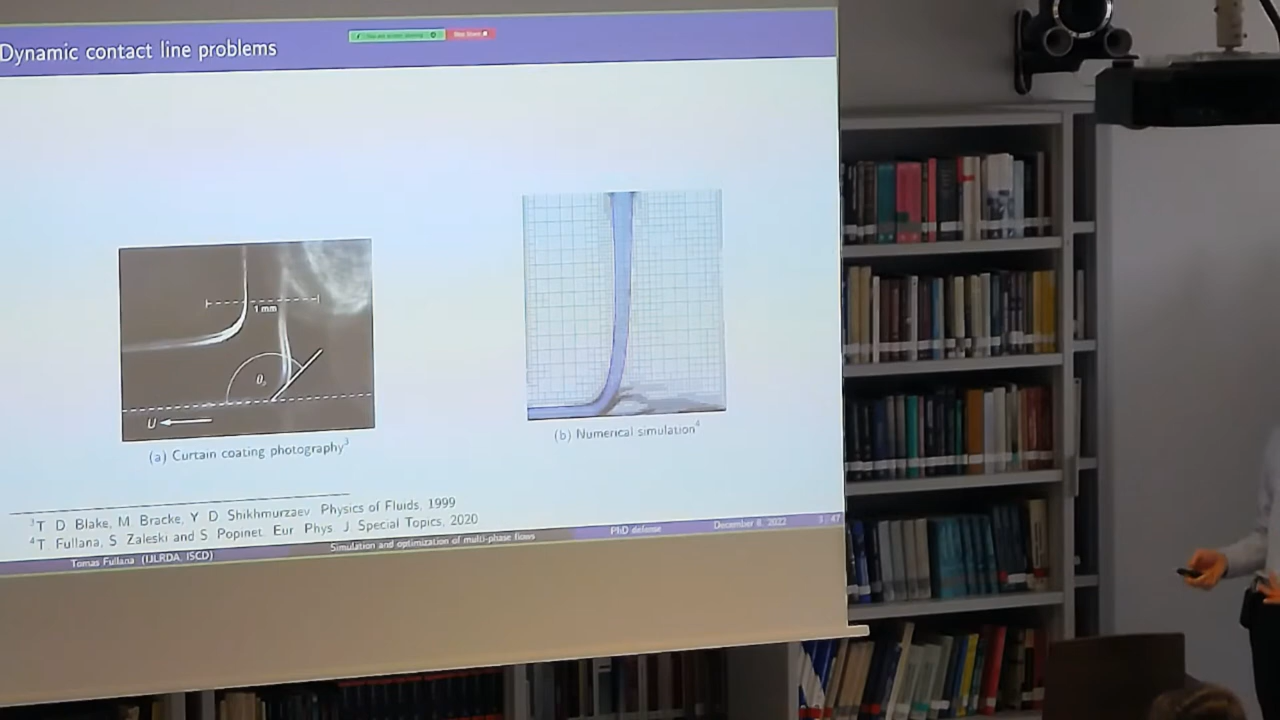 Dynamic contact line problems
1 mm
θ
U
(a) Curtain coating photography³
(b) Numerical simulation⁴
³T. D. Blake, M. Bracke, Y. D. Shikhmurzaev. Physics of Fluids, 1999
⁴T. Fullana, S. Zaleski and S. Popinet. Eur. Phys. J. Special Topics, 2020
Tomas Fullana (IJLRDA, ISCD)
Simulation and optimization of multi-phase flows
PhD defense
December 8, 2022
3 / 47